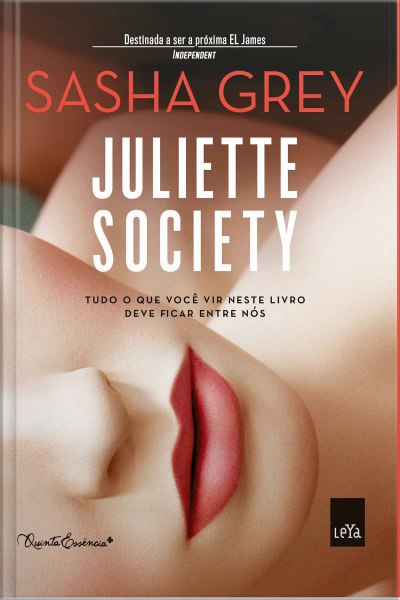 Destinada a ser a próxima EL James
INDEPENDENT
SASHA GREY
JULIETTE
SOCIETY
TUDO O QUE VOCÊ VIR NESTE LIVRO
DEVE FICAR ENTRE NÓS
Quinta Essência+
LeYa